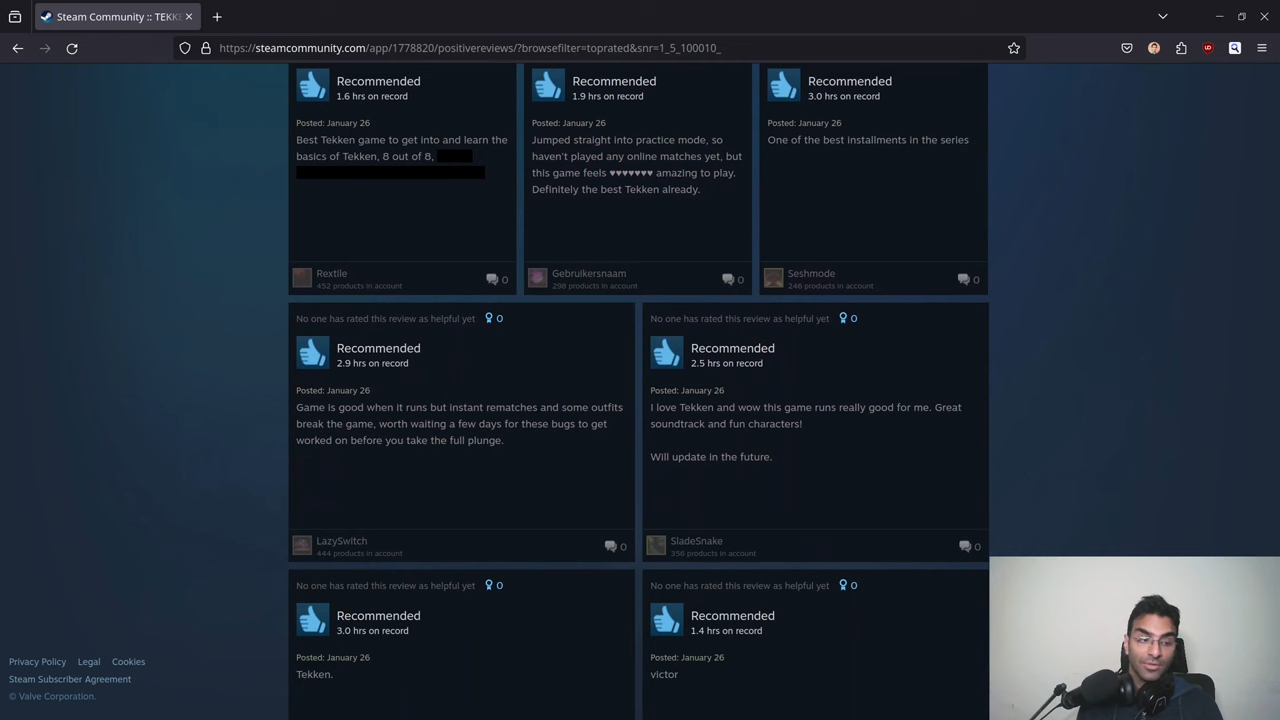 Steam Community :: TEKKE
https://steamcommunity.com/app/1778820/positivereviews/?browsefilter=toprated&snr=1_5_100010_
Recommended
1.6 hrs on record
Posted: January 26
Best Tekken game to get into and learn the
basics of Tekken, 8 out of 8,
Rextile
452 products in account
0
Recommended
1.9 hrs on record
Posted: January 26
Jumped straight into practice mode, so
haven't played any online matches yet, but
this game feels ♥♥♥♥♥♥♥ amazing to play.
Definitely the best Tekken already.
Gebruikersnaam
298 products in account
0
Recommended
3.0 hrs on record
Posted: January 26
One of the best installments in the series
Seshmode
246 products in account
0
No one has rated this review as helpful yet 0
Recommended
2.9 hrs on record
Posted: January 26
Game is good when it runs but instant rematches and some outfits
break the game, worth waiting a few days for these bugs to get
worked on before you take the full plunge.
LazySwitch
444 products in account
0
No one has rated this review as helpful yet 0
Recommended
2.5 hrs on record
Posted: January 26
I love Tekken and wow this game runs really good for me. Great
soundtrack and fun characters!
Will update in the future.
SladeSnake
356 products in account
0
No one has rated this review as helpful yet 0
Recommended
3.0 hrs on record
Posted: January 26
Tekken.
No one has rated this review as helpful yet 0
Recommended
1.4 hrs on record
Posted: January 26
victor
Privacy Policy Legal Cookies
Steam Subscriber Agreement
© Valve Corporation.